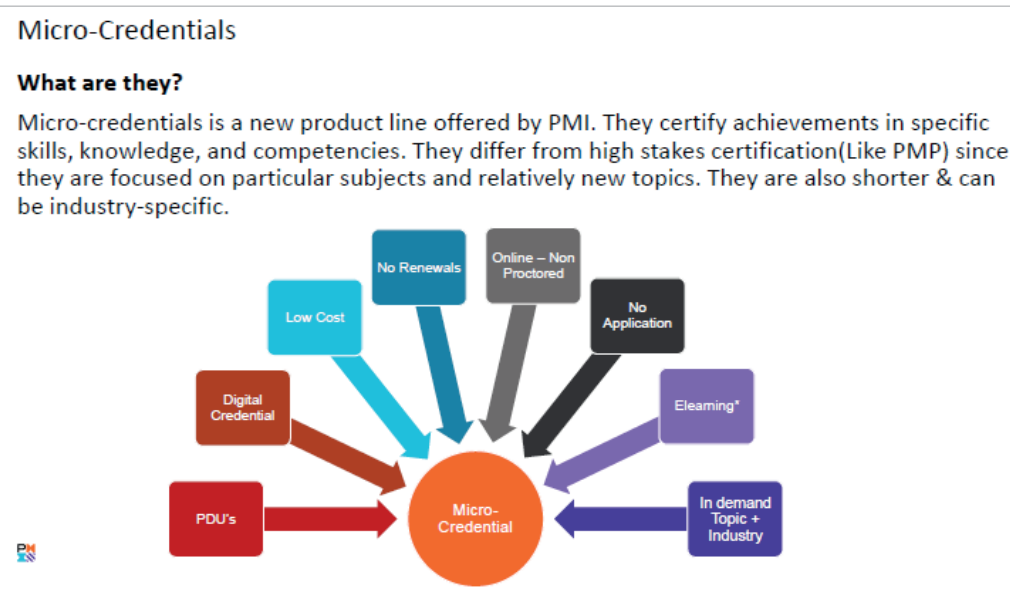 Micro-Credentials
What are they?
Micro-credentials is a new product line offered by PMI. They certify achievements in specific
skills, knowledge, and competencies. They differ from high stakes certification(Like PMP) since
they are focused on particular subjects and relatively new topics. They are also shorter & can
be industry-specific.
No Renewals
Online – Non
Proctored
Low Cost
No
Application
Digital
Credential
Elearning*
PDU's
Micro-
Credential
In demand
Topic +
Industry
PM